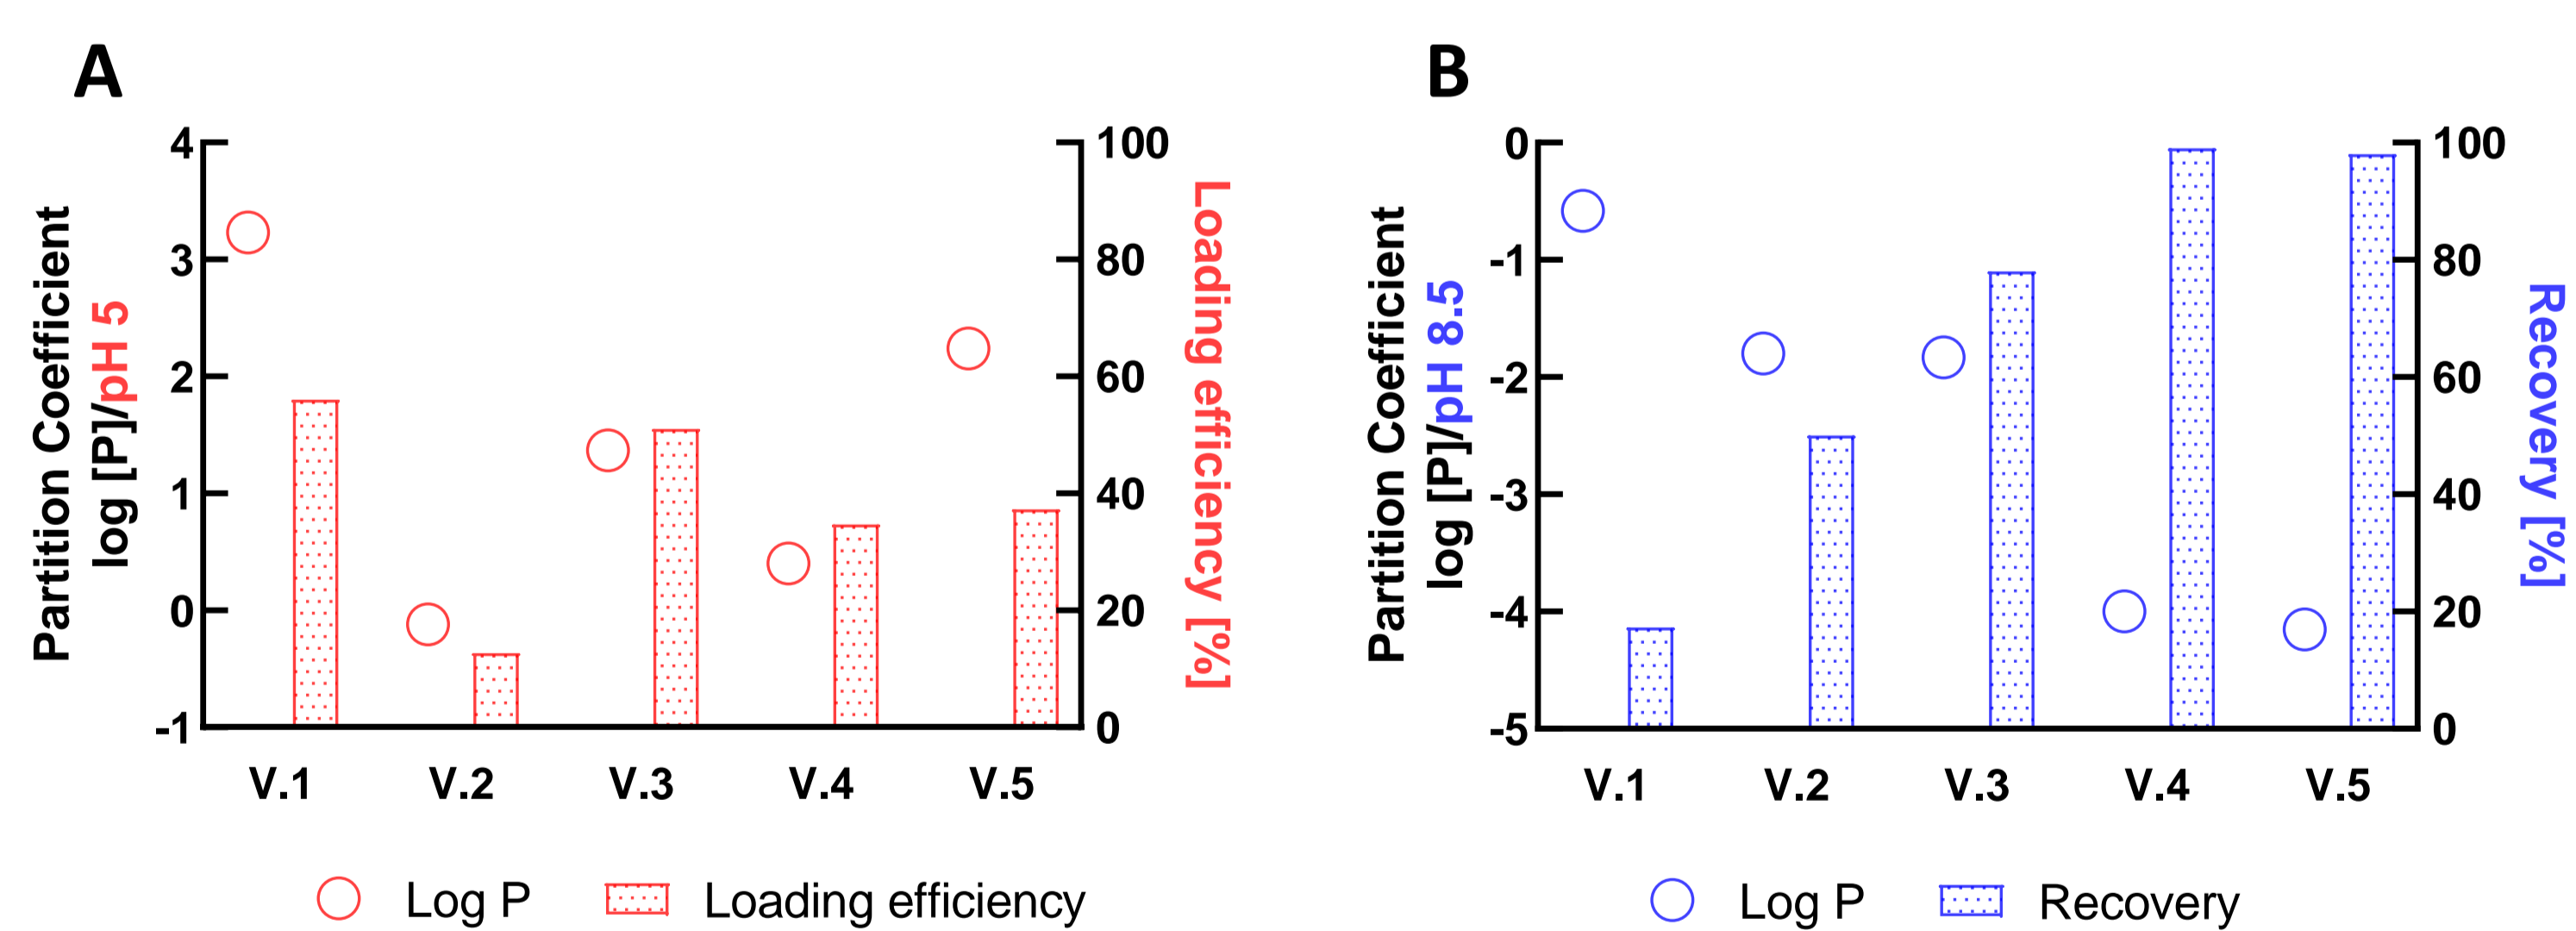 A
Partition Coefficient
log [P]/pH 5
4
3
2
1
0
-1
100
80
60
40
20
0
Loading efficiency [%]
V.1 V.2 V.3 V.4 V.5
Log P Loading efficiency
B
Partition Coefficient
log [P]/pH 8.5
0
-1
-2
-3
-4
-5
100
80
60
40
20
0
Recovery [%]
V.1 V.2 V.3 V.4 V.5
Log P Recovery